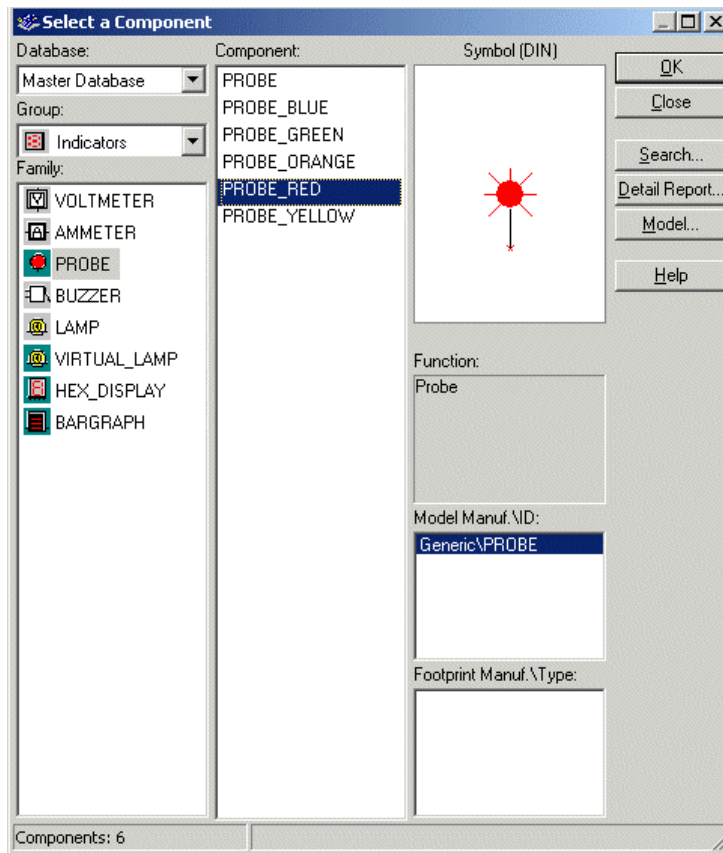 Select a Component
Database:
Master Database
Group:
Indicators
Family:
VOLTMETER
AMMETER
PROBE
BUZZER
LAMP
VIRTUAL_LAMP
HEX_DISPLAY
BARGRAPH
Component:
PROBE
PROBE_BLUE
PROBE_GREEN
PROBE_ORANGE
PROBE_RED
PROBE_YELLOW
Symbol (DIN)
Function:
Probe
Model Manuf.\ID:
Generic\PROBE
Footprint Manuf.\Type:
OK
Close
Search...
Detail Report...
Model...
Help
Components: 6